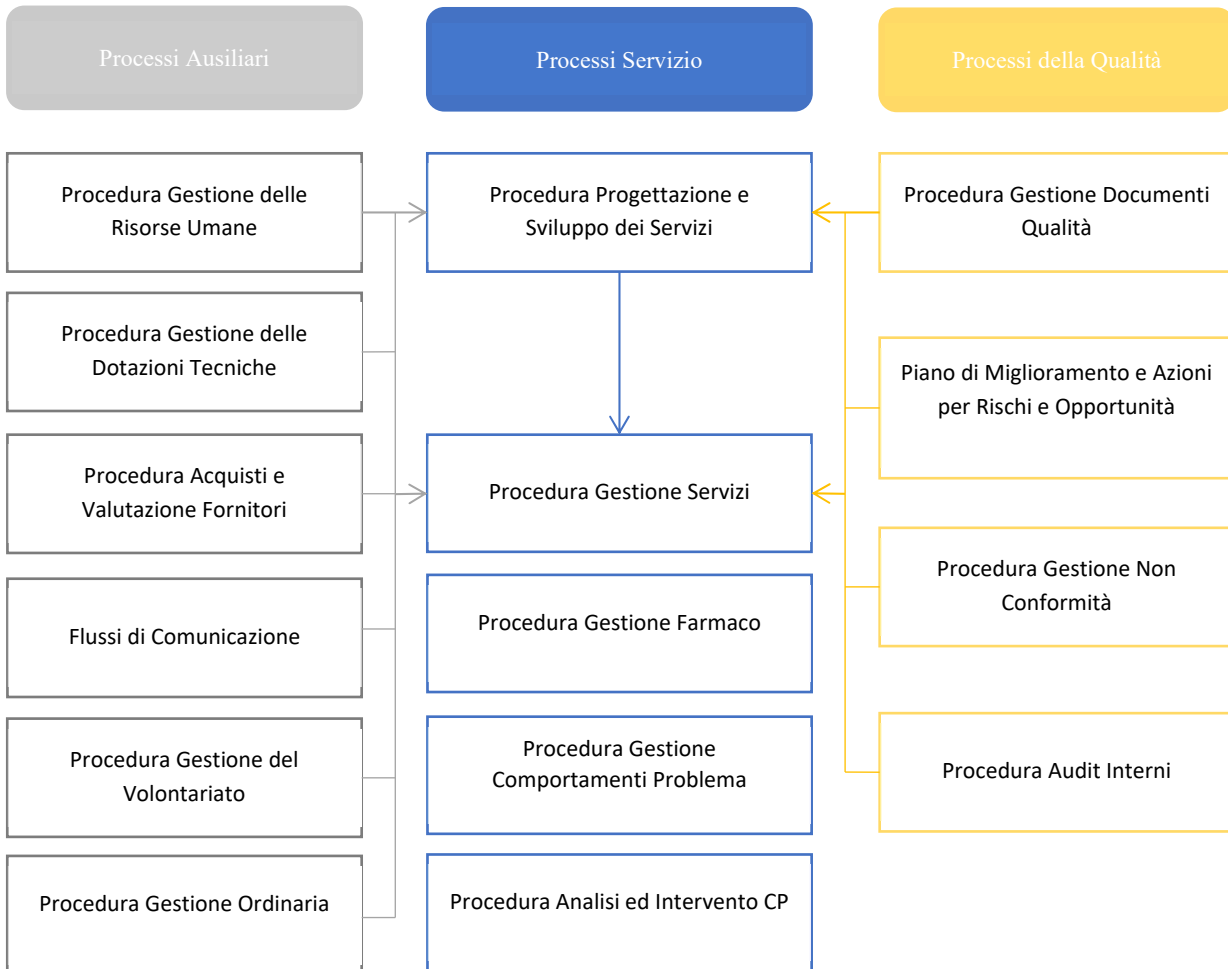 Processi Ausiliari
Processi Servizio
Processi della Qualità
Procedura Gestione delle
Risorse Umane
Procedura Progettazione e
Sviluppo dei Servizi
Procedura Gestione Documenti
Qualità
Procedura Gestione delle
Dotazioni Tecniche
Piano di Miglioramento e Azioni
per Rischi e Opportunità
Procedura Acquisti e
Valutazione Fornitori
Procedura Gestione Servizi
Procedura Gestione Non
Conformità
Flussi di Comunicazione
Procedura Gestione Farmaco
Procedura Gestione del
Volontariato
Procedura Gestione
Comportamenti Problema
Procedura Audit Interni
Procedura Gestione Ordinaria
Procedura Analisi ed Intervento CP